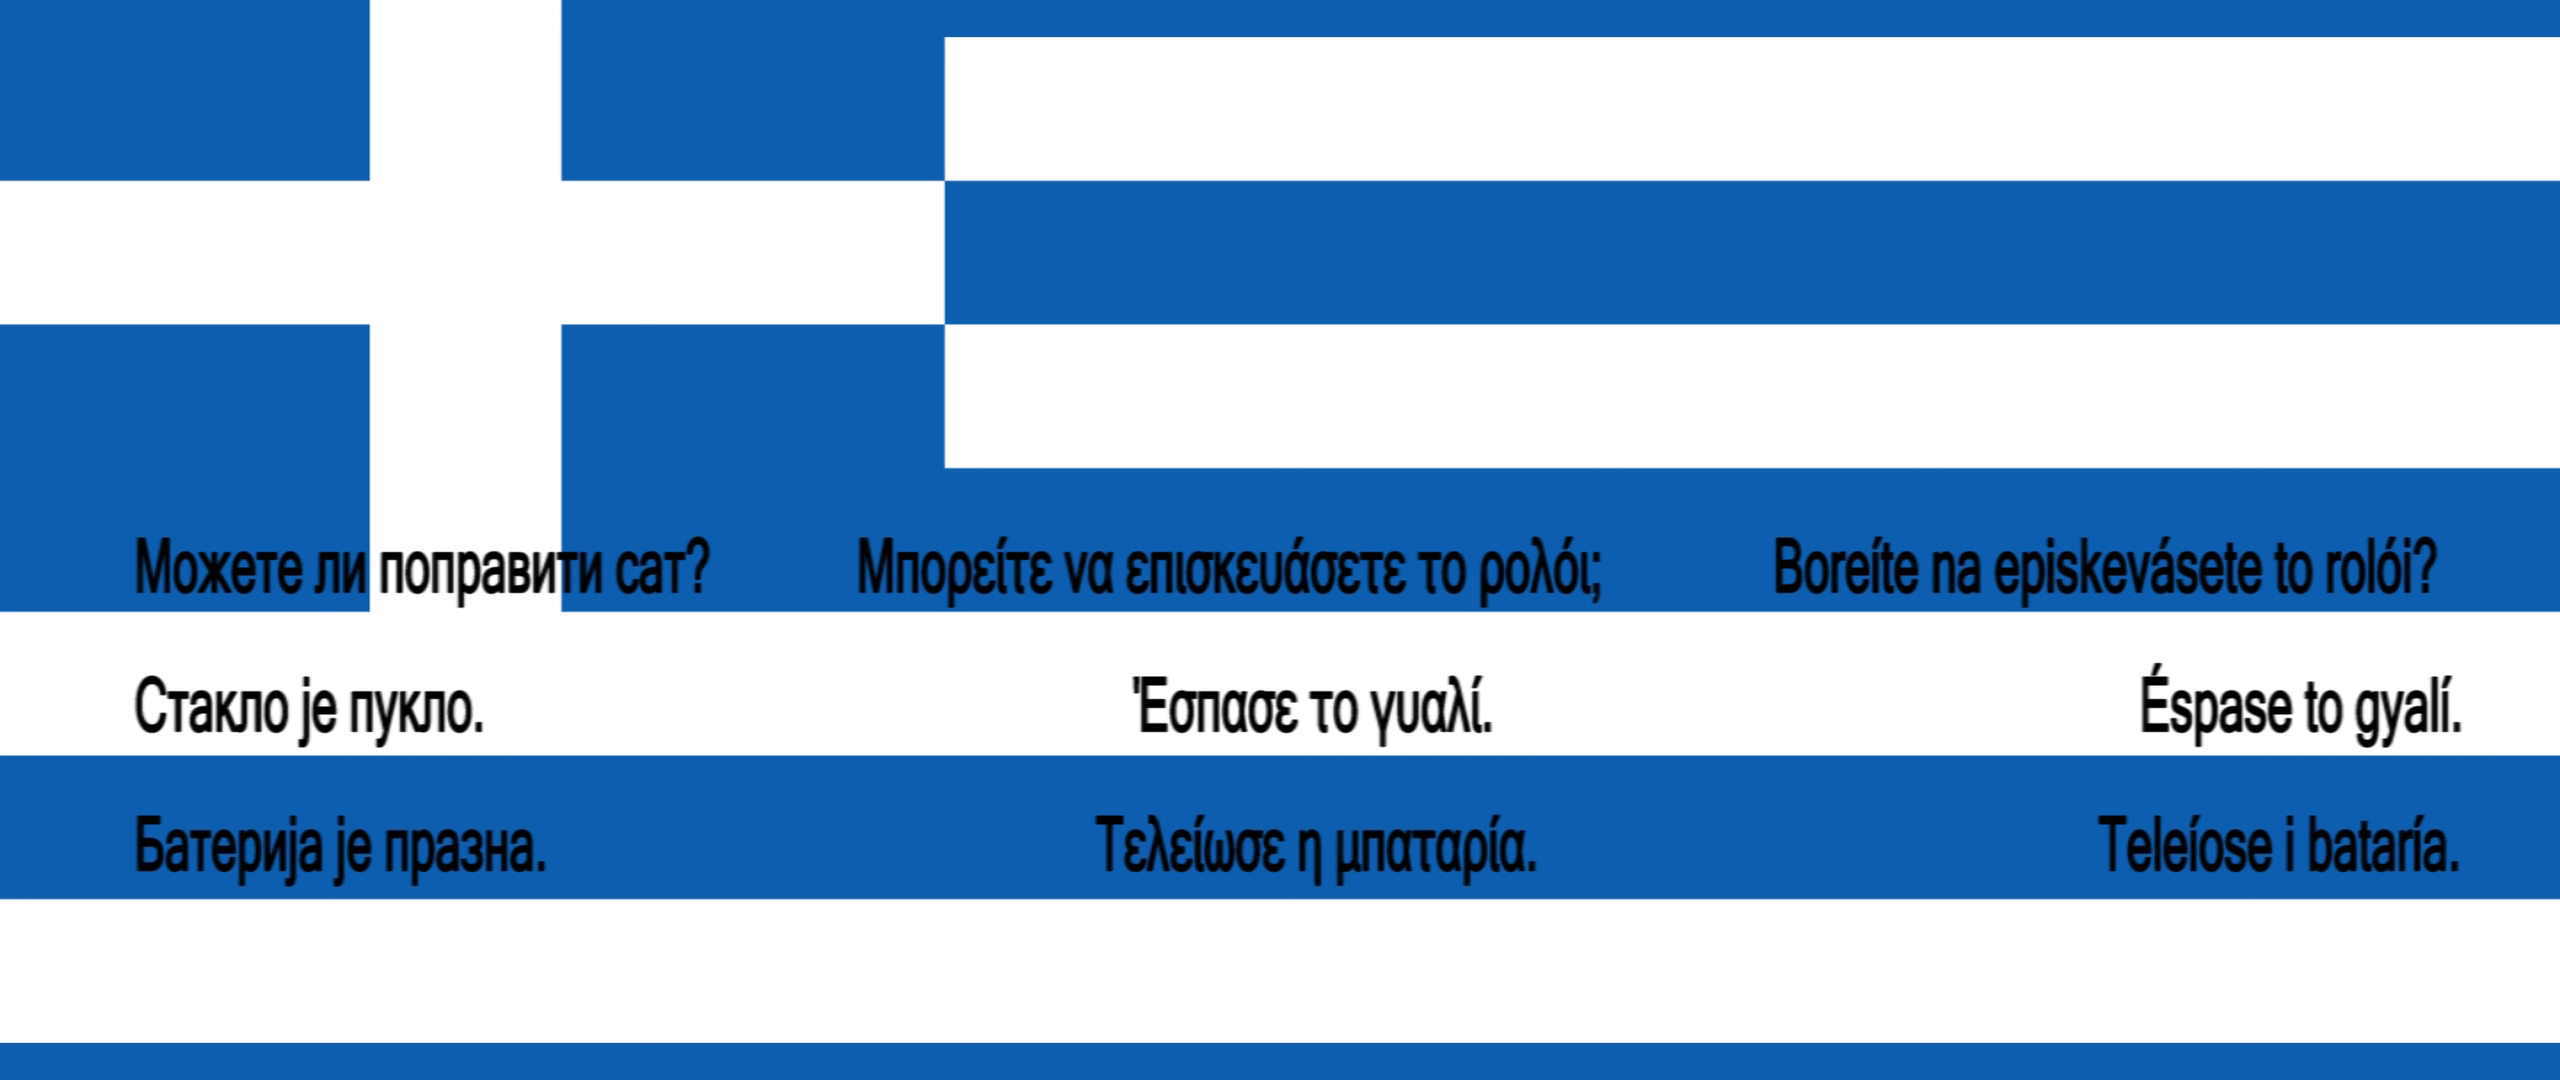 Можете ли поправити сат? Μπορείτε να επισκευάσετε το ρολόι; Boreíte na episkevásete to rolói?
Стакло је пукло. Έσπασε το γυαλί. Éspase to gyalí.
Батерија је празна. Τελείωσε η μπαταρία. Teleíose i bataría.